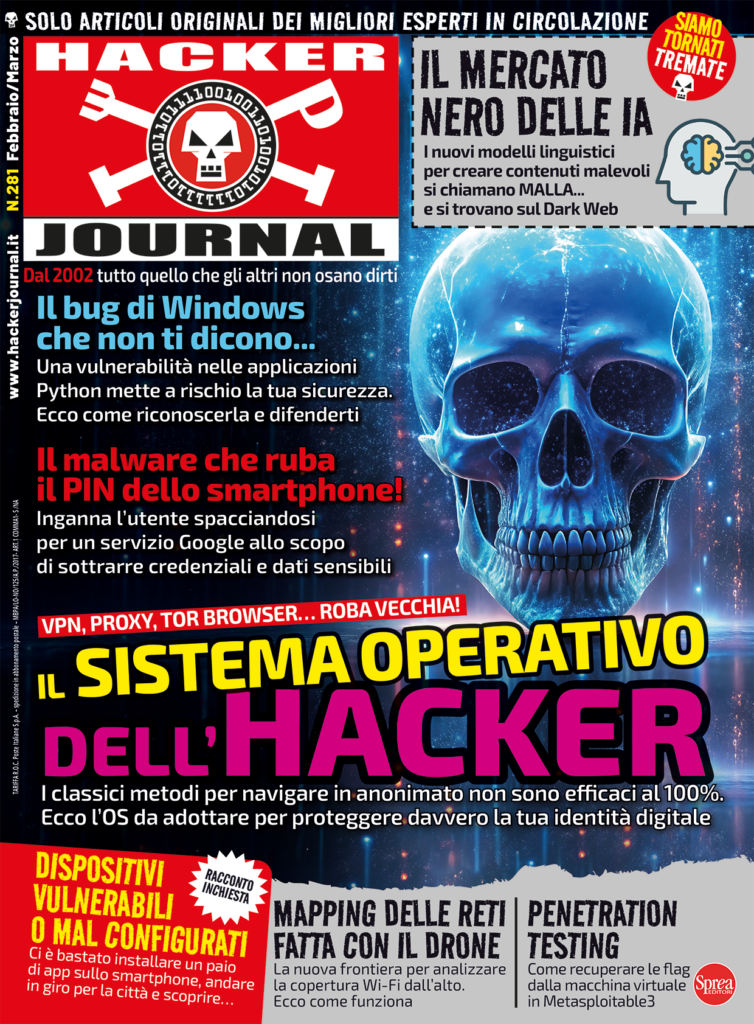 SOLO ARTICOLI ORIGINALI DEI MIGLIORI ESPERTI IN CIRCOLAZIONE
SIAMO
TORNATI
TREMATE
www.hackerjournal.it N.281 Febbraio/Marzo
HACKER
JOURNAL
Dal 2002 tutto quello che gli altri non osano dirti
IL MERCATO
NERO DELLE IA
I nuovi modelli linguistici
per creare contenuti malevoli
si chiamano MALLA...
e si trovano sul Dark Web
Il bug di Windows
che non ti dicono...
Una vulnerabilità nelle applicazioni
Python mette a rischio la tua sicurezza.
Ecco come riconoscerla e difenderti
Il malware che ruba
il PIN dello smartphone!
Inganna l'utente spacciandosi
per un servizio Google allo scopo
di sottrarre credenziali e dati sensibili
VPN, PROXY, TOR BROWSER... ROBA VECCHIA!
IL SISTEMA OPERATIVO
DELL'HACKER
I classici metodi per navigare in anonimato non sono efficaci al 100%.
Ecco l'OS da adottare per proteggere davvero la tua identità digitale
DISPOSITIVI
VULNERABILI
O MAL CONFIGURATI
RACCONTO
INCHIESTA
Ci è bastato installare un paio
di app sullo smartphone, andare
in giro per la città e scoprire...
MAPPING DELLE RETI
FATTA CON IL DRONE
La nuova frontiera per analizzare
la copertura Wi-Fi dall'alto.
Ecco come funziona
PENETRATION
TESTING
Come recuperare le flag
dalla macchina virtuale
in Metasploitable3
Sprea
EDITORI